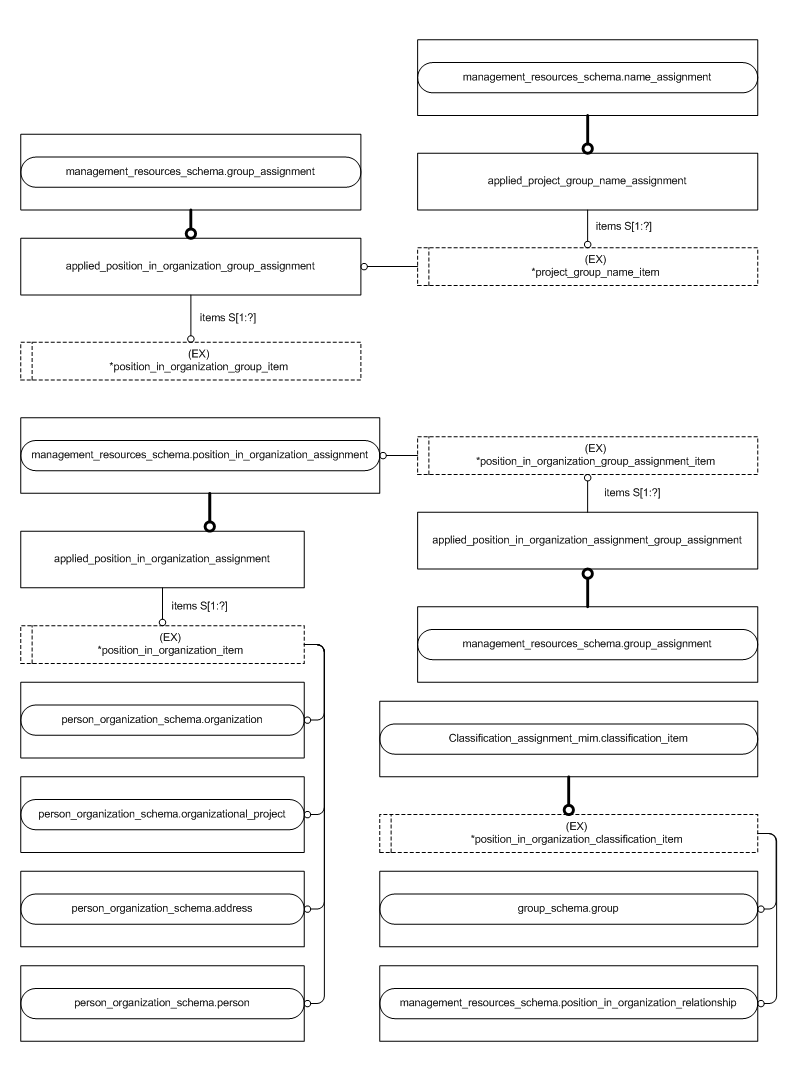 management_resources_schema.name_assignment
management_resources_schema.group_assignment
applied_project_group_name_assignment
items S[1:?]
applied_position_in_organization_group_assignment
(EX)
*project_group_name_item
items S[1:?]
(EX)
*position_in_organization_group_item
management_resources_schema.position_in_organization_assignment
(EX)
*position_in_organization_group_assignment_item
items S[1:?]
applied_position_in_organization_assignment_group_assignment
applied_position_in_organization_assignment
items S[1:?]
(EX)
*position_in_organization_item
management_resources_schema.group_assignment
person_organization_schema.organization
Classification_assignment_mim.classification_item
person_organization_schema.organizational_project
(EX)
*position_in_organization_classification_item
person_organization_schema.address
group_schema.group
person_organization_schema.person
management_resources_schema.position_in_organization_relationship